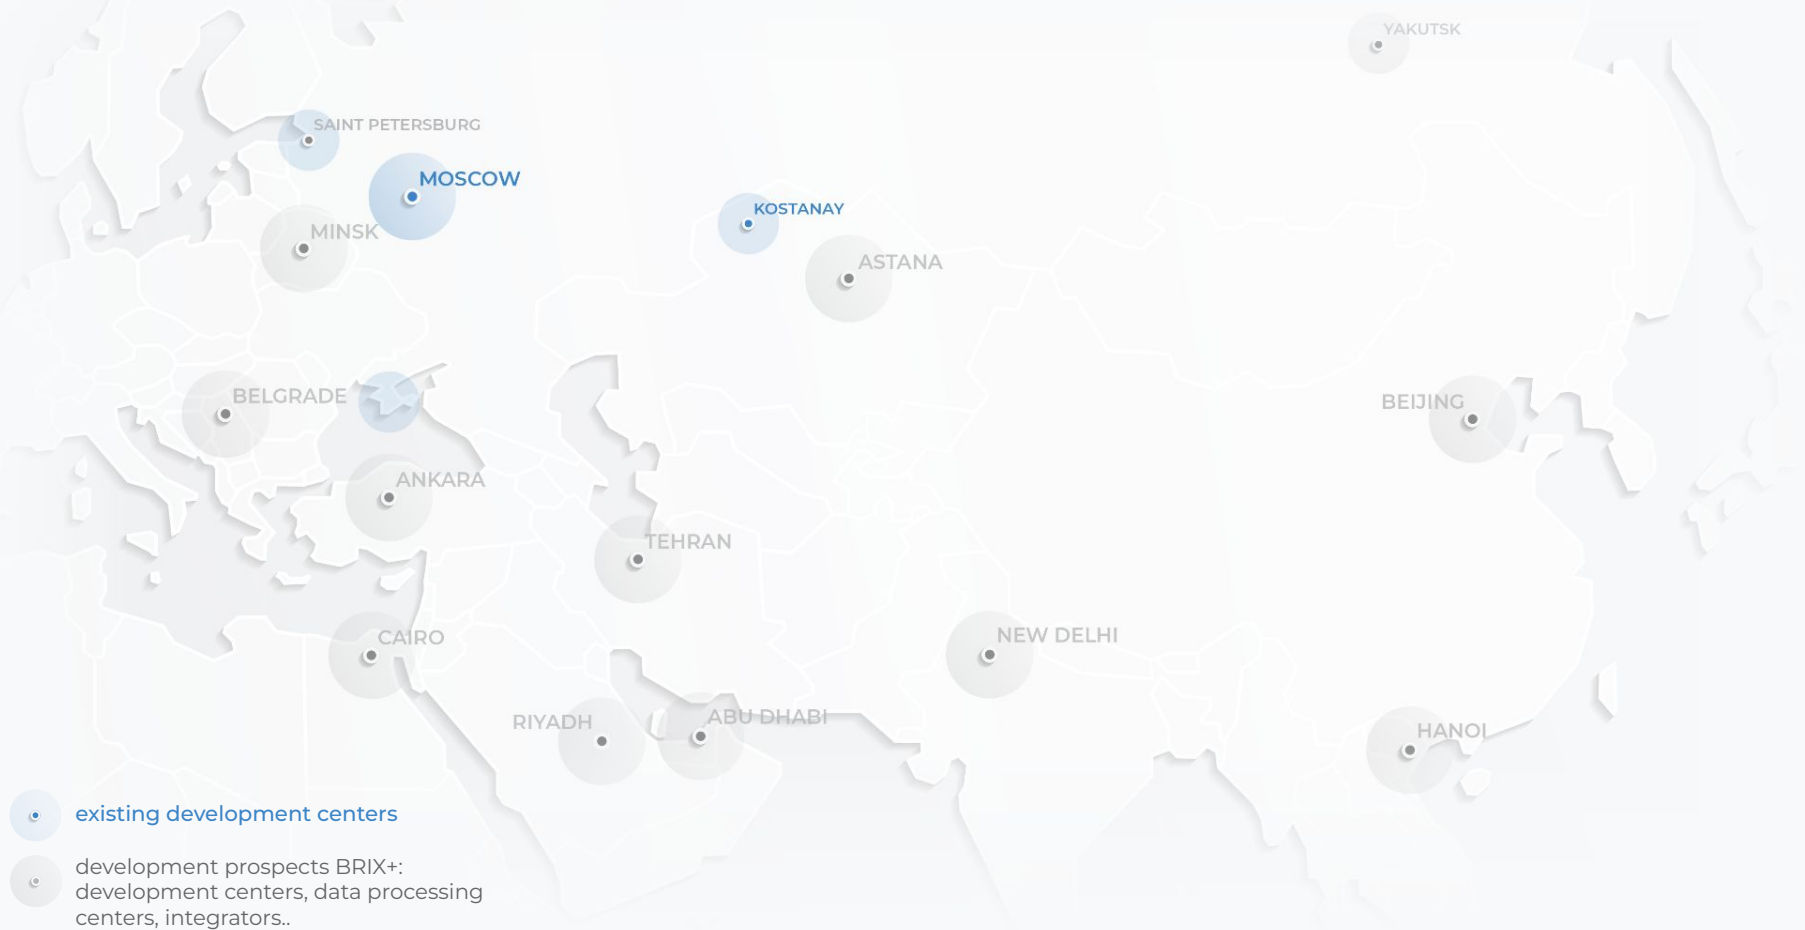 YAKUTSK
SAINT PETERSBURG
MOSCOW
KOSTANAY
MINSK
ASTANA
BELGRADE
BEIJING
ANKARA
TEHRAN
CAIRO
NEW DELHI
RIYADH
ABU DHABI
HANOI
existing development centers
development prospects BRIX+:
development centers, data processing
centers, integrators..